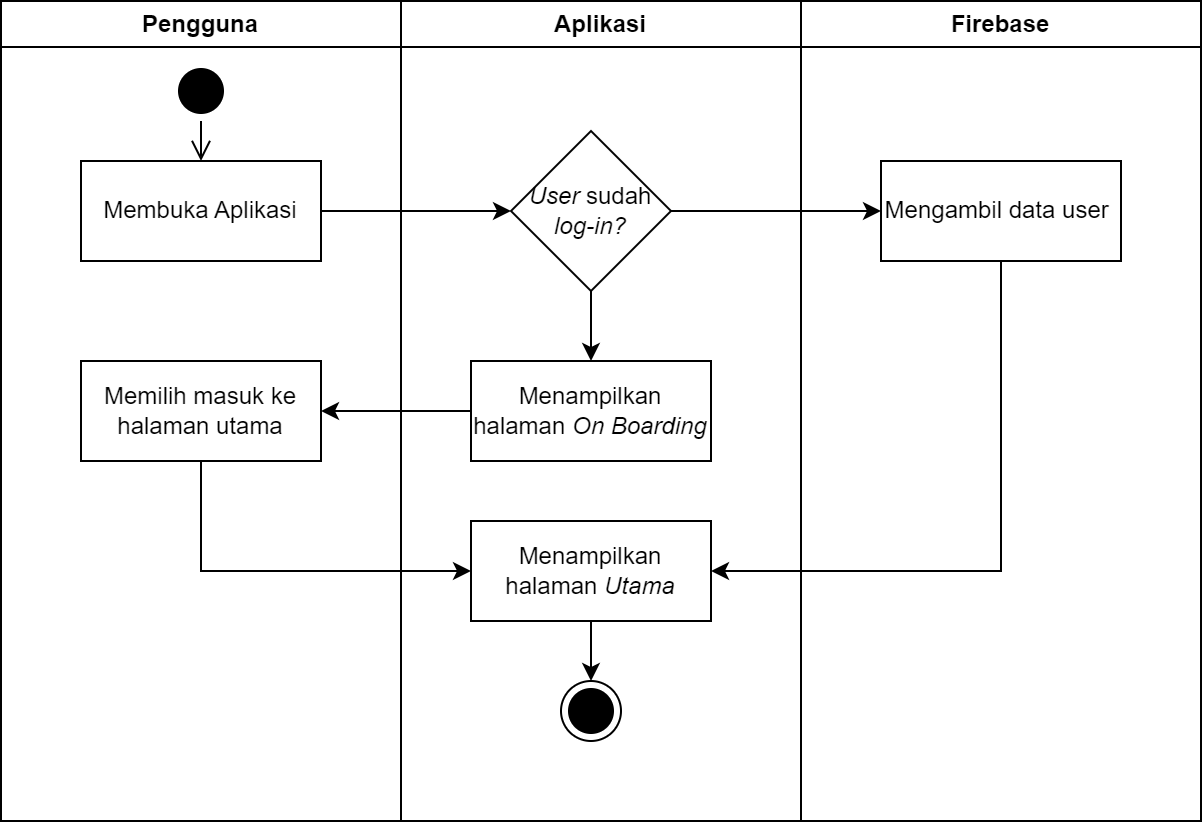 Pengguna
Aplikasi
Firebase
Membuka Aplikasi
User sudah
log-in?
Mengambil data user
Memilih masuk ke
halaman utama
Menampilkan
halaman On Boarding
Menampilkan
halaman Utama